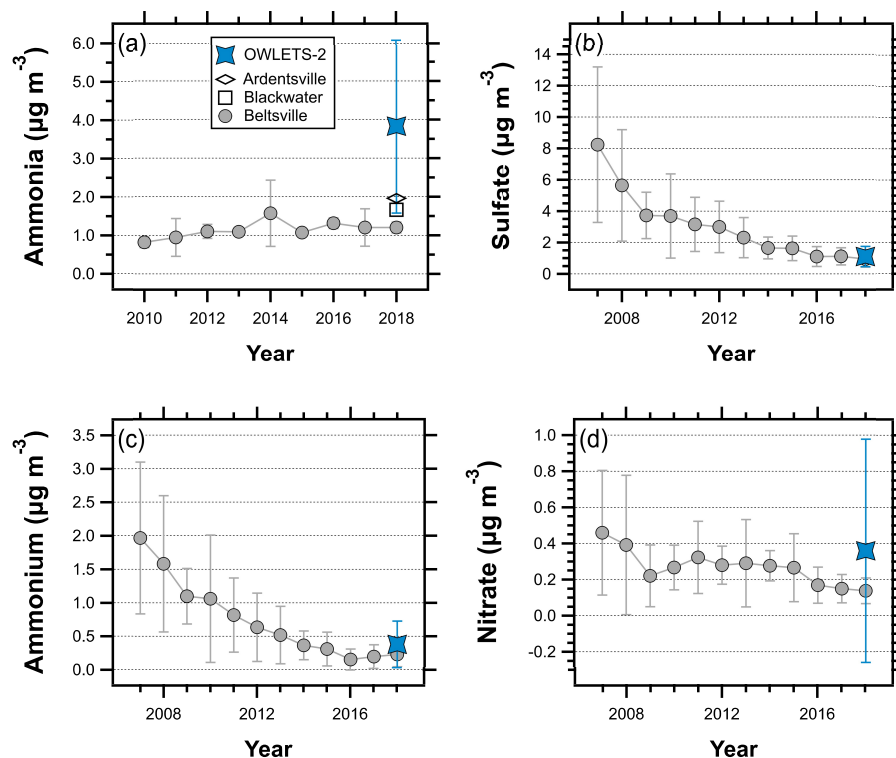 (a)
OWLETS-2
Ardentsville
Blackwater
Beltsville
Ammonia (µg m⁻³)
6.0
5.0
4.0
3.0
2.0
1.0
0.0
2010 2012 2014 2016 2018
Year
(b)
Sulfate (µg m⁻³)
14
12
10
8
6
4
2
0
2008 2012 2016
Year
(c)
Ammonium (µg m⁻³)
3.5
3.0
2.5
2.0
1.5
1.0
0.5
0.0
2008 2012 2016
Year
(d)
Nitrate (µg m⁻³)
1.0
0.8
0.6
0.4
0.2
0.0
-0.2
2008 2012 2016
Year